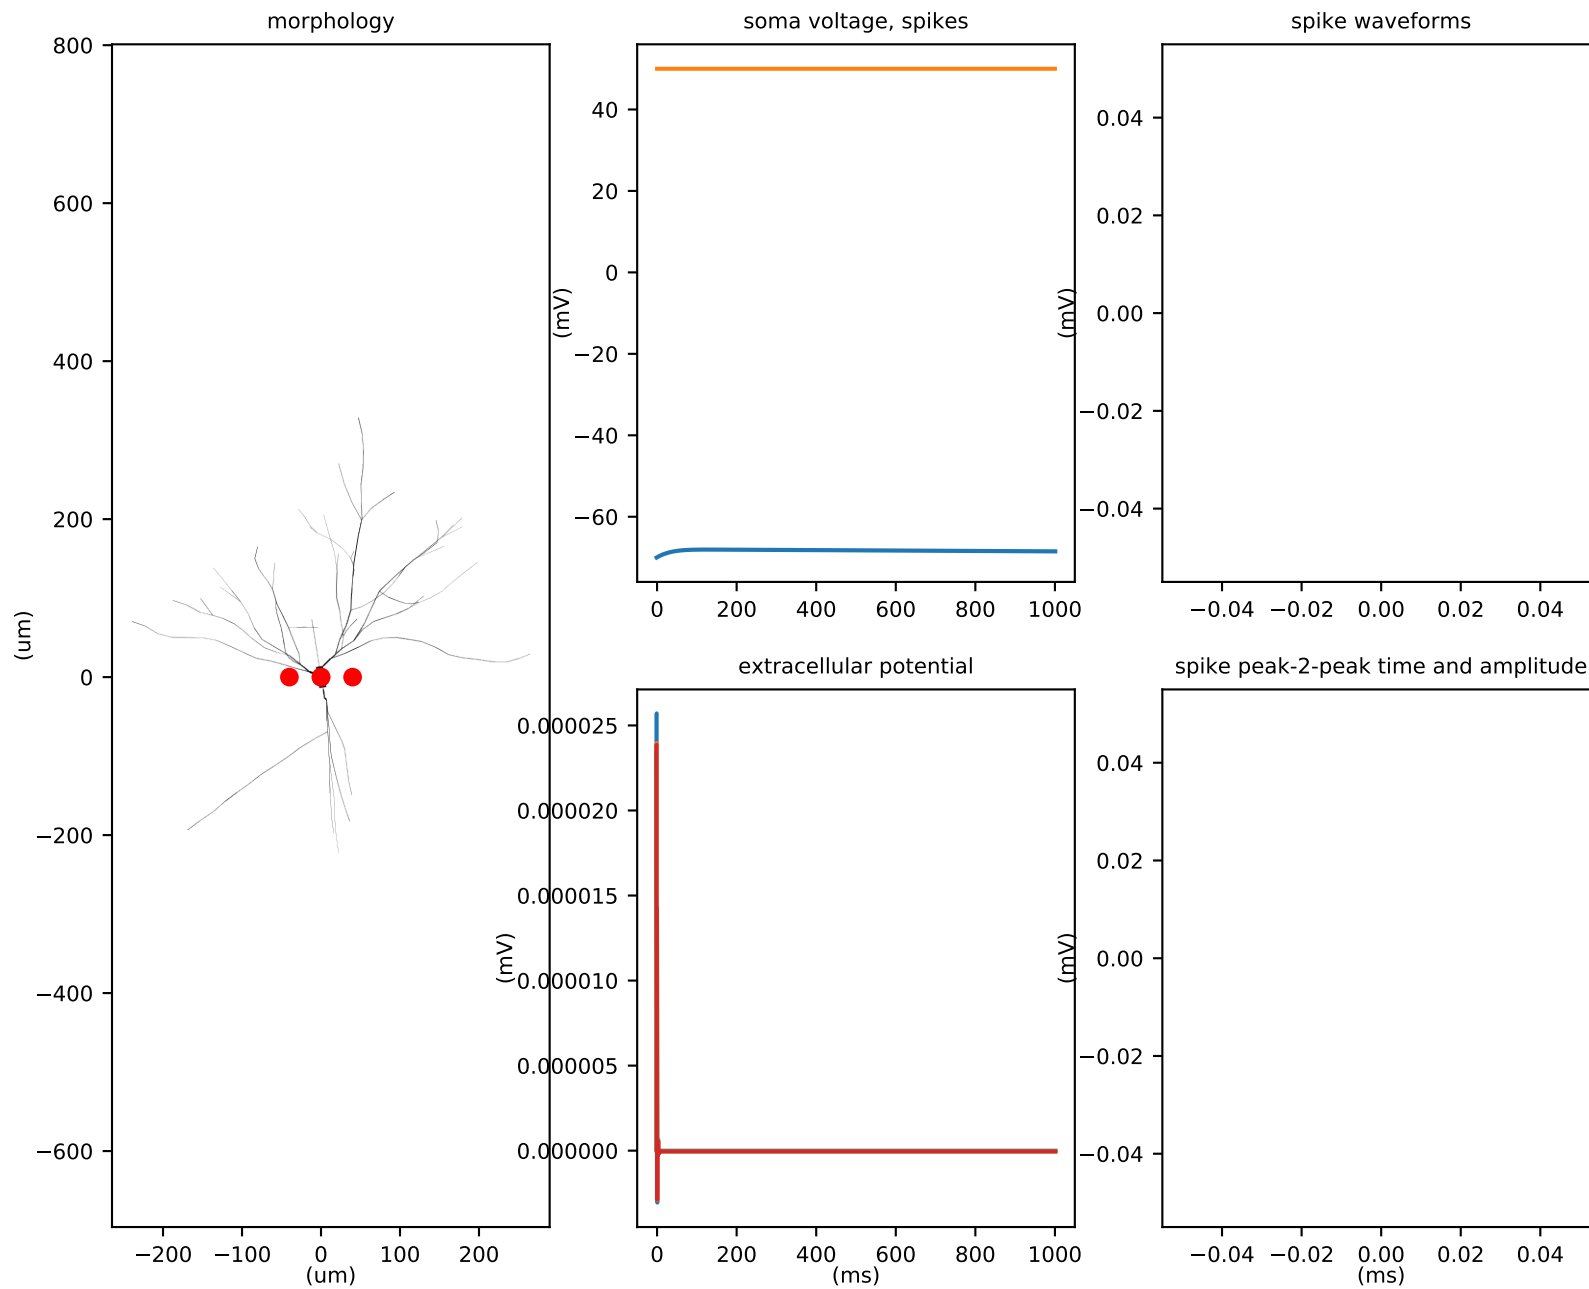 morphology
800
600
400
200
0
−200
−400
−600
(um)
−200 −100 0 100 200
(um)
soma voltage, spikes
40
20
0
−20
−40
−60
(mV)
0 200 400 600 800 1000
spike waveforms
0.04
0.02
0.00
−0.02
−0.04
(mV)
−0.04 −0.02 0.00 0.02 0.04
extracellular potential
0.000025
0.000020
0.000015
0.000010
0.000005
0.000000
(mV)
0 200 400 600 800 1000
(ms)
spike peak-2-peak time and amplitude
0.04
0.02
0.00
−0.02
−0.04
(mV)
−0.04 −0.02 0.00 0.02 0.04
(ms)